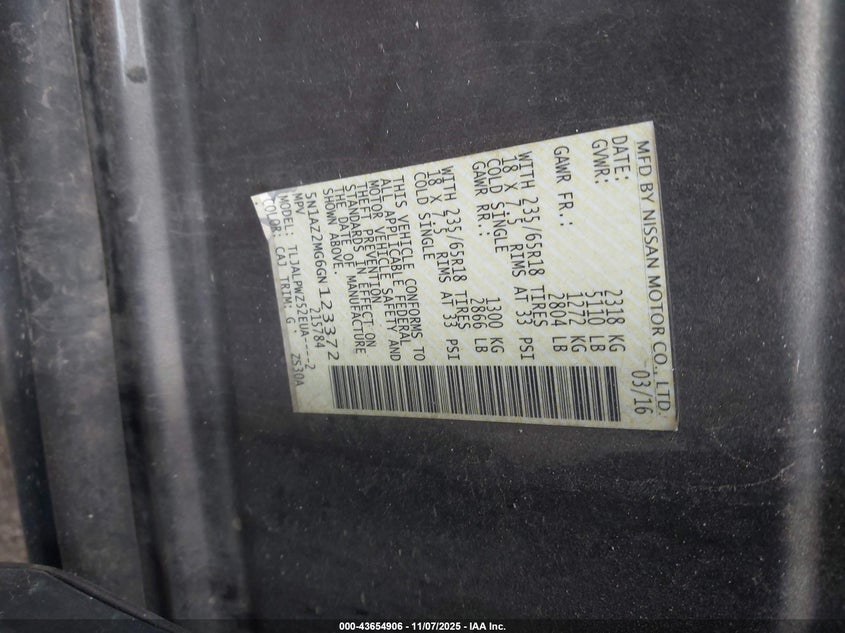 MFD BY NISSAN MOTOR CO., LTD.
DATE: 03/16
GVWR: 2318 KG
5110 LB
GAWR FR.: 1272 KG
2804 LB
WITH 235/65R18 TIRES
18 X 7.5 RIMS AT 33 PSI
COLD SINGLE
GAWR RR.: 1300 KG
2866 LB
WITH 235/65R18 TIRES
18 X 7.5 RIMS AT 33 PSI
COLD SINGLE
THIS VEHICLE CONFORMS TO
ALL APPLICABLE FEDERAL
MOTOR VEHICLE SAFETY AND
THEFT PREVENTION
STANDARDS IN EFFECT ON
THE DATE OF MANUFACTURE
SHOWN ABOVE.
5N1AZ2MG6GN123372
MPV 215784
MODEL: TLJALPWZ52EUA----2
COLOR: CAJ TRIM: G ZS30A
000-43654906 - 11/07/2025 - IAA Inc.